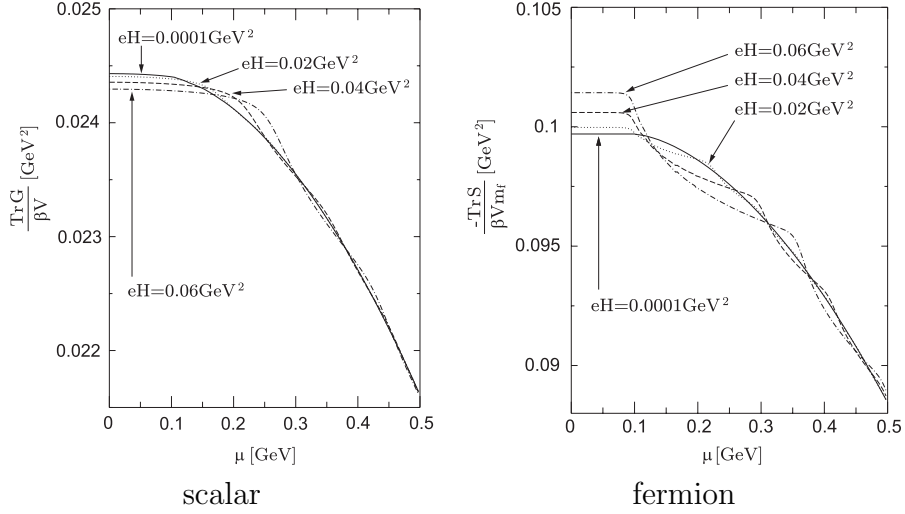 0.025
eH=0.0001GeV²
eH=0.02GeV²
eH=0.04GeV²
0.024
TrG
βV
[GeV²]
0.023
eH=0.06GeV²
0.022
0 0.1 0.2 0.3 0.4 0.5
μ [GeV]
scalar
0.105
eH=0.06GeV²
eH=0.04GeV²
eH=0.02GeV²
0.1
-TrS
βVm_f
[GeV²]
0.095
eH=0.0001GeV²
0.09
0 0.1 0.2 0.3 0.4 0.5
μ [GeV]
fermion